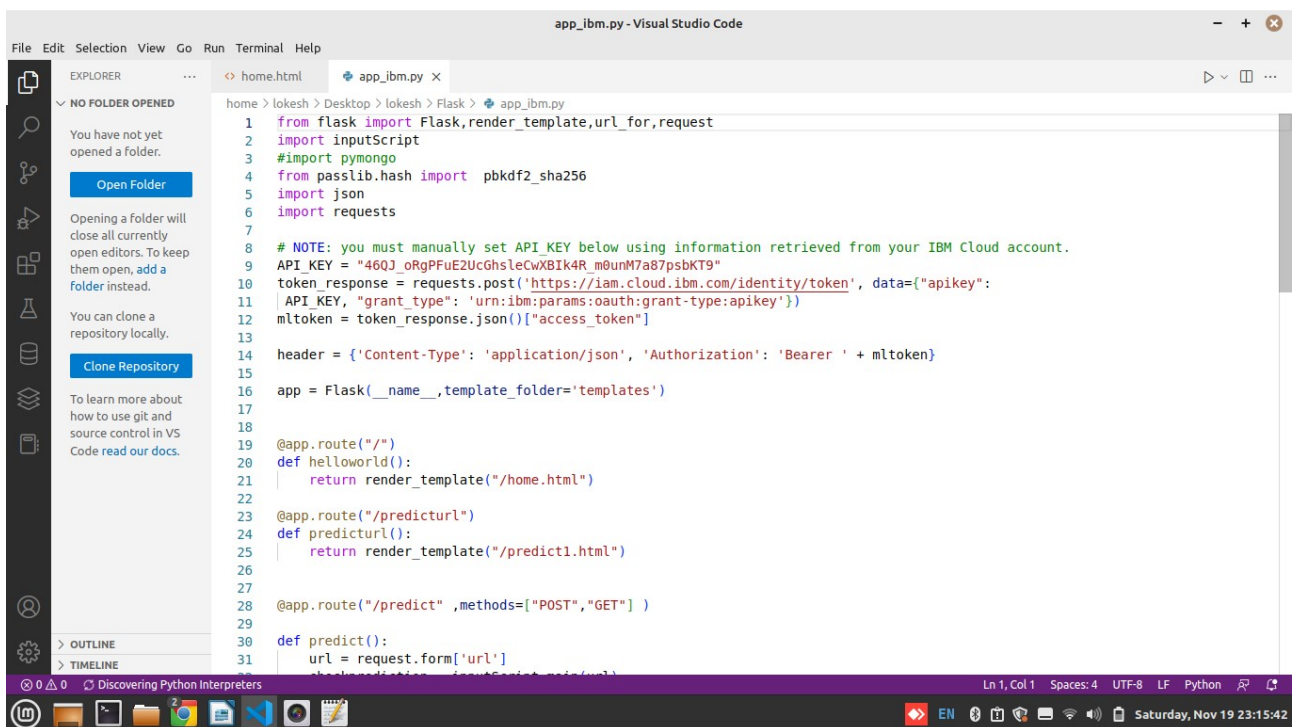 app_ibm.py - Visual Studio Code
File Edit Selection View Go Run Terminal Help
EXPLORER
home.html
app_ibm.py
NO FOLDER OPENED
You have not yet
opened a folder.
Open Folder
Opening a folder will
close all currently
open editors. To keep
them open, add a
folder instead.
You can clone a
repository locally.
Clone Repository
To learn more about
how to use git and
source control in VS
Code read our docs.
OUTLINE
TIMELINE
home > lokesh > Desktop > lokesh > Flask > app_ibm.py
1 from flask import Flask,render_template,url_for,request
2 import inputScript
3 #import pymongo
4 from passlib.hash import  pbkdf2_sha256
5 import json
6 import requests
7
8 # NOTE: you must manually set API_KEY below using information retrieved from your IBM Cloud account.
9 API_KEY = "46QJ_oRgPFuE2UcGhsleCwXBIk4R_m0unM7a87psbKT9"
10 token_response = requests.post('https://iam.cloud.ibm.com/identity/token', data={"apikey":
11  API_KEY, "grant_type": 'urn:ibm:params:oauth:grant-type:apikey'})
12 mltoken = token_response.json()["access_token"]
13
14 header = {'Content-Type': 'application/json', 'Authorization': 'Bearer ' + mltoken}
15
16 app = Flask(__name__,template_folder='templates')
17
18
19 @app.route("/")
20 def helloworld():
21     return render_template("/home.html")
22
23 @app.route("/predicturl")
24 def predicturl():
25     return render_template("/predict1.html")
26
27
28 @app.route("/predict" ,methods=["POST","GET"] )
29
30 def predict():
31     url = request.form['url']
0 0 Discovering Python Interpreters
Ln 1, Col 1 Spaces: 4 UTF-8 LF Python
2
EN Saturday, Nov 19 23:15:42